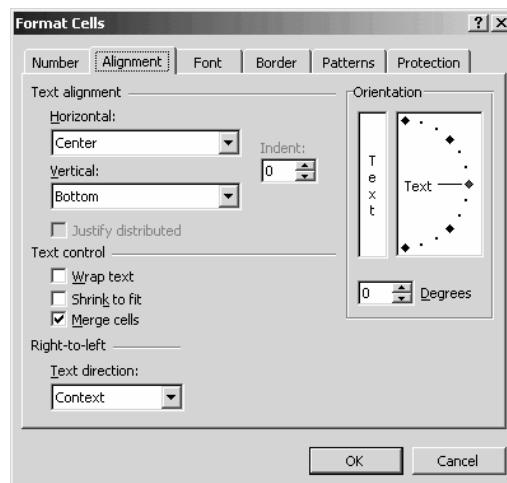 Format Cells
Number Alignment Font Border Patterns Protection
Text alignment
Horizontal:
Center
Indent:
0
Vertical:
Bottom
Justify distributed
Text control
Wrap text
Shrink to fit
Merge cells
Right-to-left
Text direction:
Context
Orientation
Text
Text
0 Degrees
OK Cancel